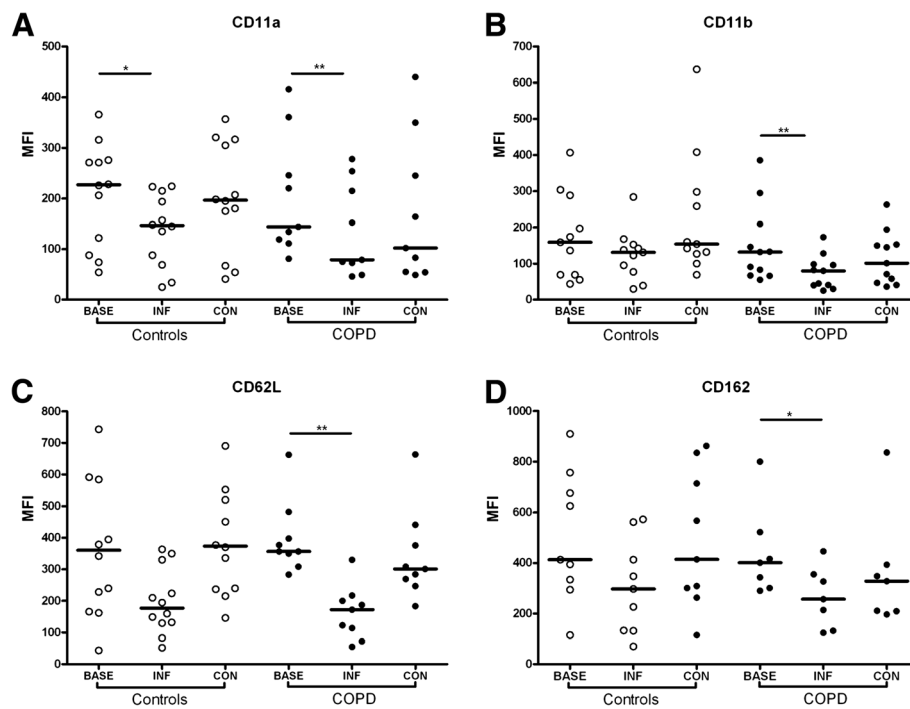 A
CD11a
MFI
500
400
300
200
100
0
*
**
BASE INF CON BASE INF CON
Controls COPD
B
CD11b
MFI
700
600
500
400
300
200
100
0
**
BASE INF CON BASE INF CON
Controls COPD
C
CD62L
MFI
800
700
600
500
400
300
200
100
0
**
BASE INF CON BASE INF CON
Controls COPD
D
CD162
MFI
1000
800
600
400
200
0
*
BASE INF CON BASE INF CON
Controls COPD